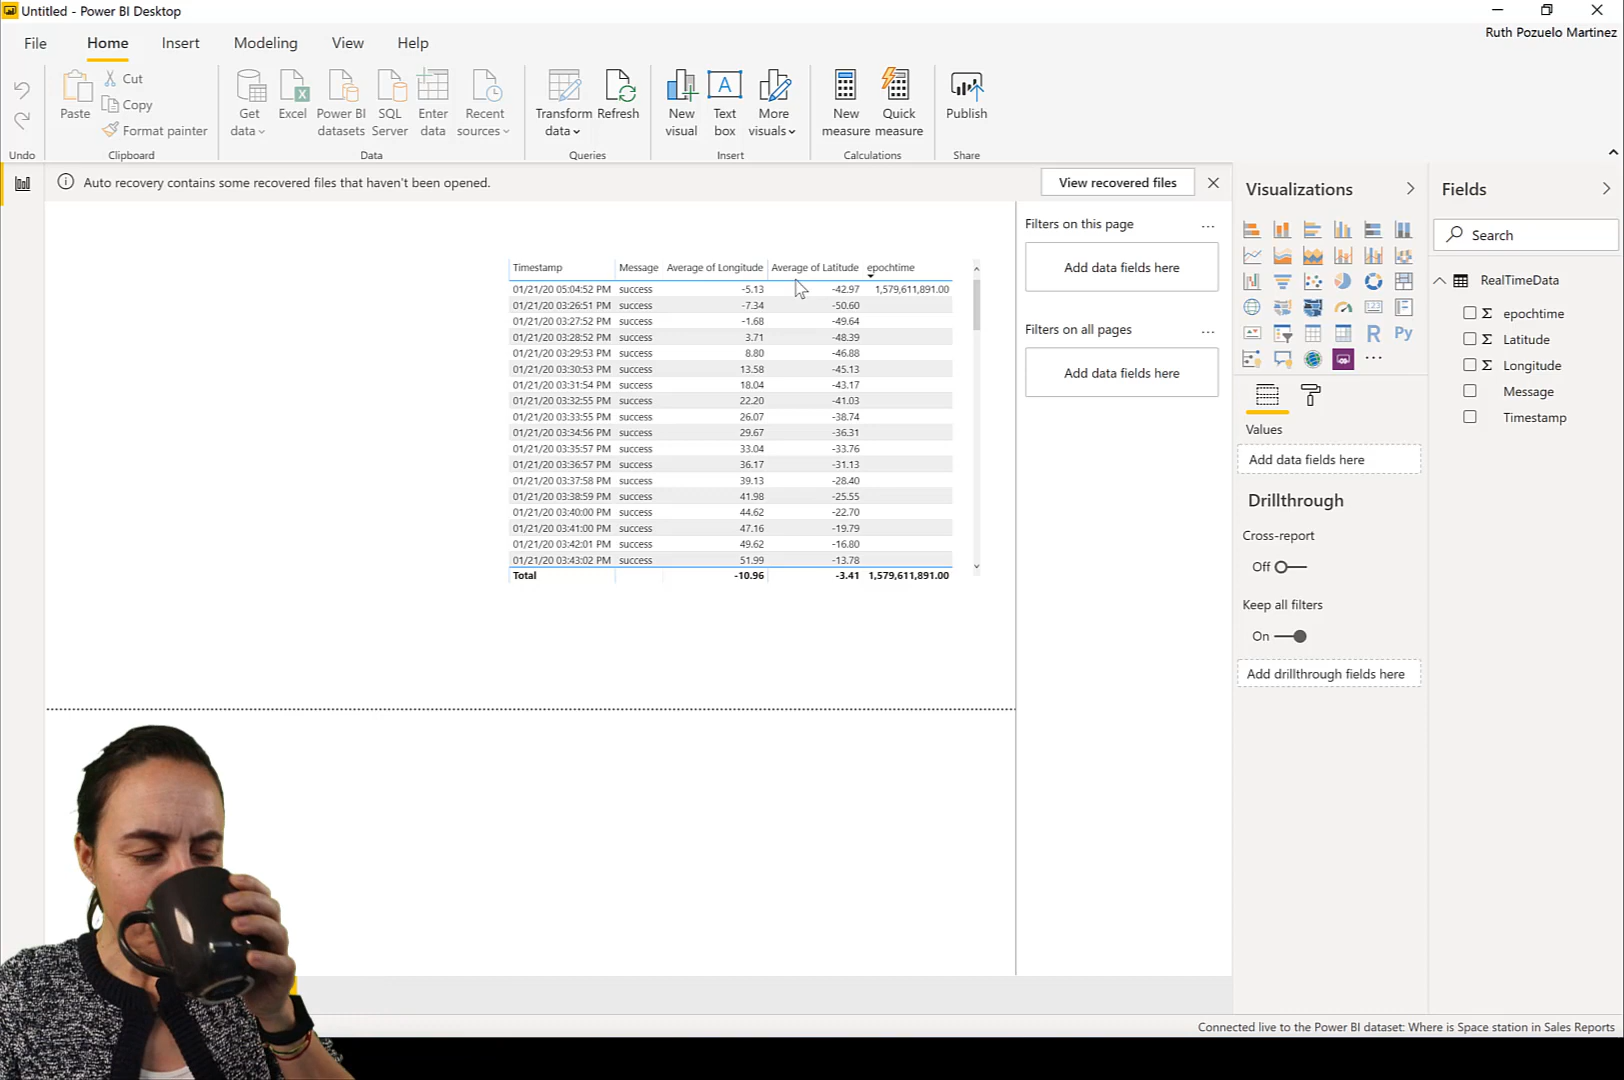 Untitled - Power BI Desktop
Ruth Pozuelo Martinez
File Home Insert Modeling View Help
Paste
Cut
Copy
Format painter
Get data
Excel
Power BI datasets
SQL Server
Enter data
Recent sources
Transform data
Refresh
New visual
Text box
More visuals
New measure
Quick measure
Publish
Undo Clipboard Data Queries Insert Calculations Share
Auto recovery contains some recovered files that haven't been opened.
View recovered files
Timestamp Message Average of Longitude Average of Latitude epochtime
01/21/20 05:04:52 PM success -5.13 -42.97 1,579,611,891.00
01/21/20 03:26:51 PM success -7.34 -50.60
01/21/20 03:27:52 PM success -1.68 -49.64
01/21/20 03:28:52 PM success 3.71 -48.39
01/21/20 03:29:53 PM success 8.80 -46.88
01/21/20 03:30:53 PM success 13.58 -45.13
01/21/20 03:31:54 PM success 18.04 -43.17
01/21/20 03:32:55 PM success 22.20 -41.03
01/21/20 03:33:55 PM success 26.07 -38.74
01/21/20 03:34:56 PM success 29.67 -36.31
01/21/20 03:35:57 PM success 33.04 -33.76
01/21/20 03:36:57 PM success 36.17 -31.13
01/21/20 03:37:58 PM success 39.13 -28.40
01/21/20 03:38:59 PM success 41.98 -25.55
01/21/20 03:40:00 PM success 44.62 -22.70
01/21/20 03:41:00 PM success 47.16 -19.79
01/21/20 03:42:01 PM success 49.62 -16.80
01/21/20 03:43:02 PM success 51.99 -13.78
Total -10.96 -3.41 1,579,611,891.00
Filters on this page ...
Add data fields here
Filters on all pages ...
Add data fields here
Visualizations
R Py
...
Values
Add data fields here
Drillthrough
Cross-report
Off
Keep all filters
On
Add drillthrough fields here
Fields
Search
RealTimeData
Σ epochtime
Σ Latitude
Σ Longitude
Message
Timestamp
Connected live to the Power BI dataset: Where is Space station in Sales Reports